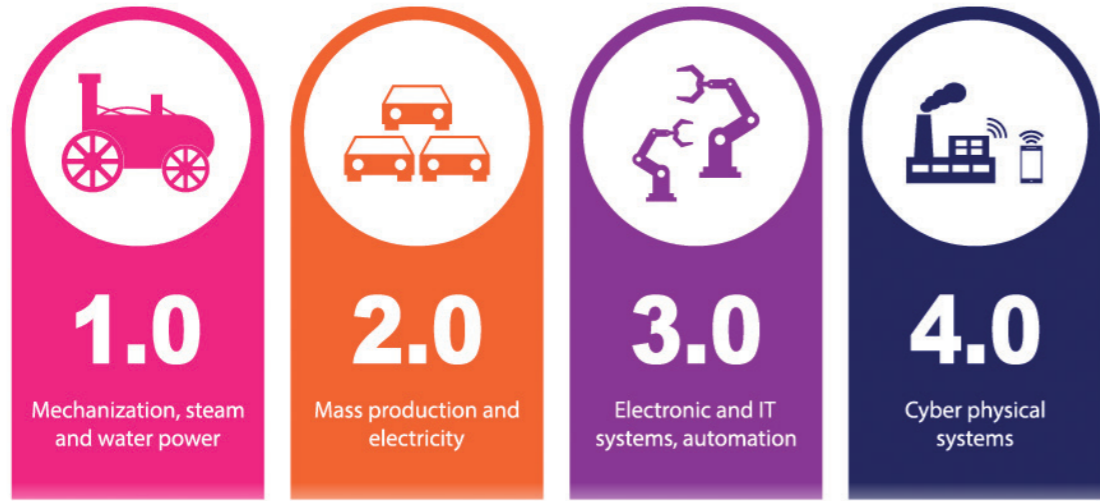 1.0
Mechanization, steam
and water power
2.0
Mass production and
electricity
3.0
Electronic and IT
systems, automation
4.0
Cyber physical
systems